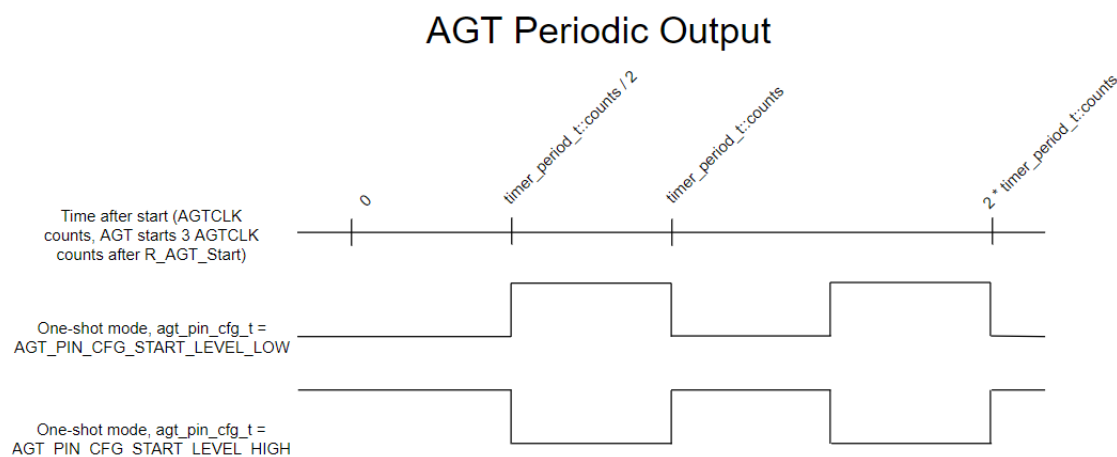 AGT Periodic Output
0
timer_period_t::counts / 2
timer_period_t::counts
2 * timer_period_t::counts
Time after start (AGTCLK
counts, AGT starts 3 AGTCLK
counts after R_AGT_Start)
One-shot mode, agt_pin_cfg_t =
AGT_PIN_CFG_START_LEVEL_LOW
One-shot mode, agt_pin_cfg_t =
AGT_PIN_CFG_START_LEVEL_HIGH